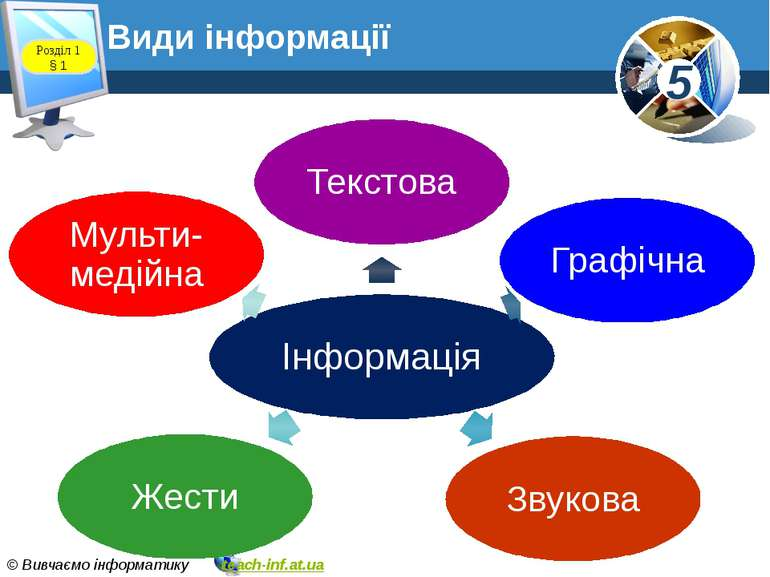 Розділ 1
§ 1
Види інформації
5
Текстова
Мульти-
медійна
Графічна
Інформація
Жести
Звукова
© Вивчаємо інформатику teach-inf.at.ua